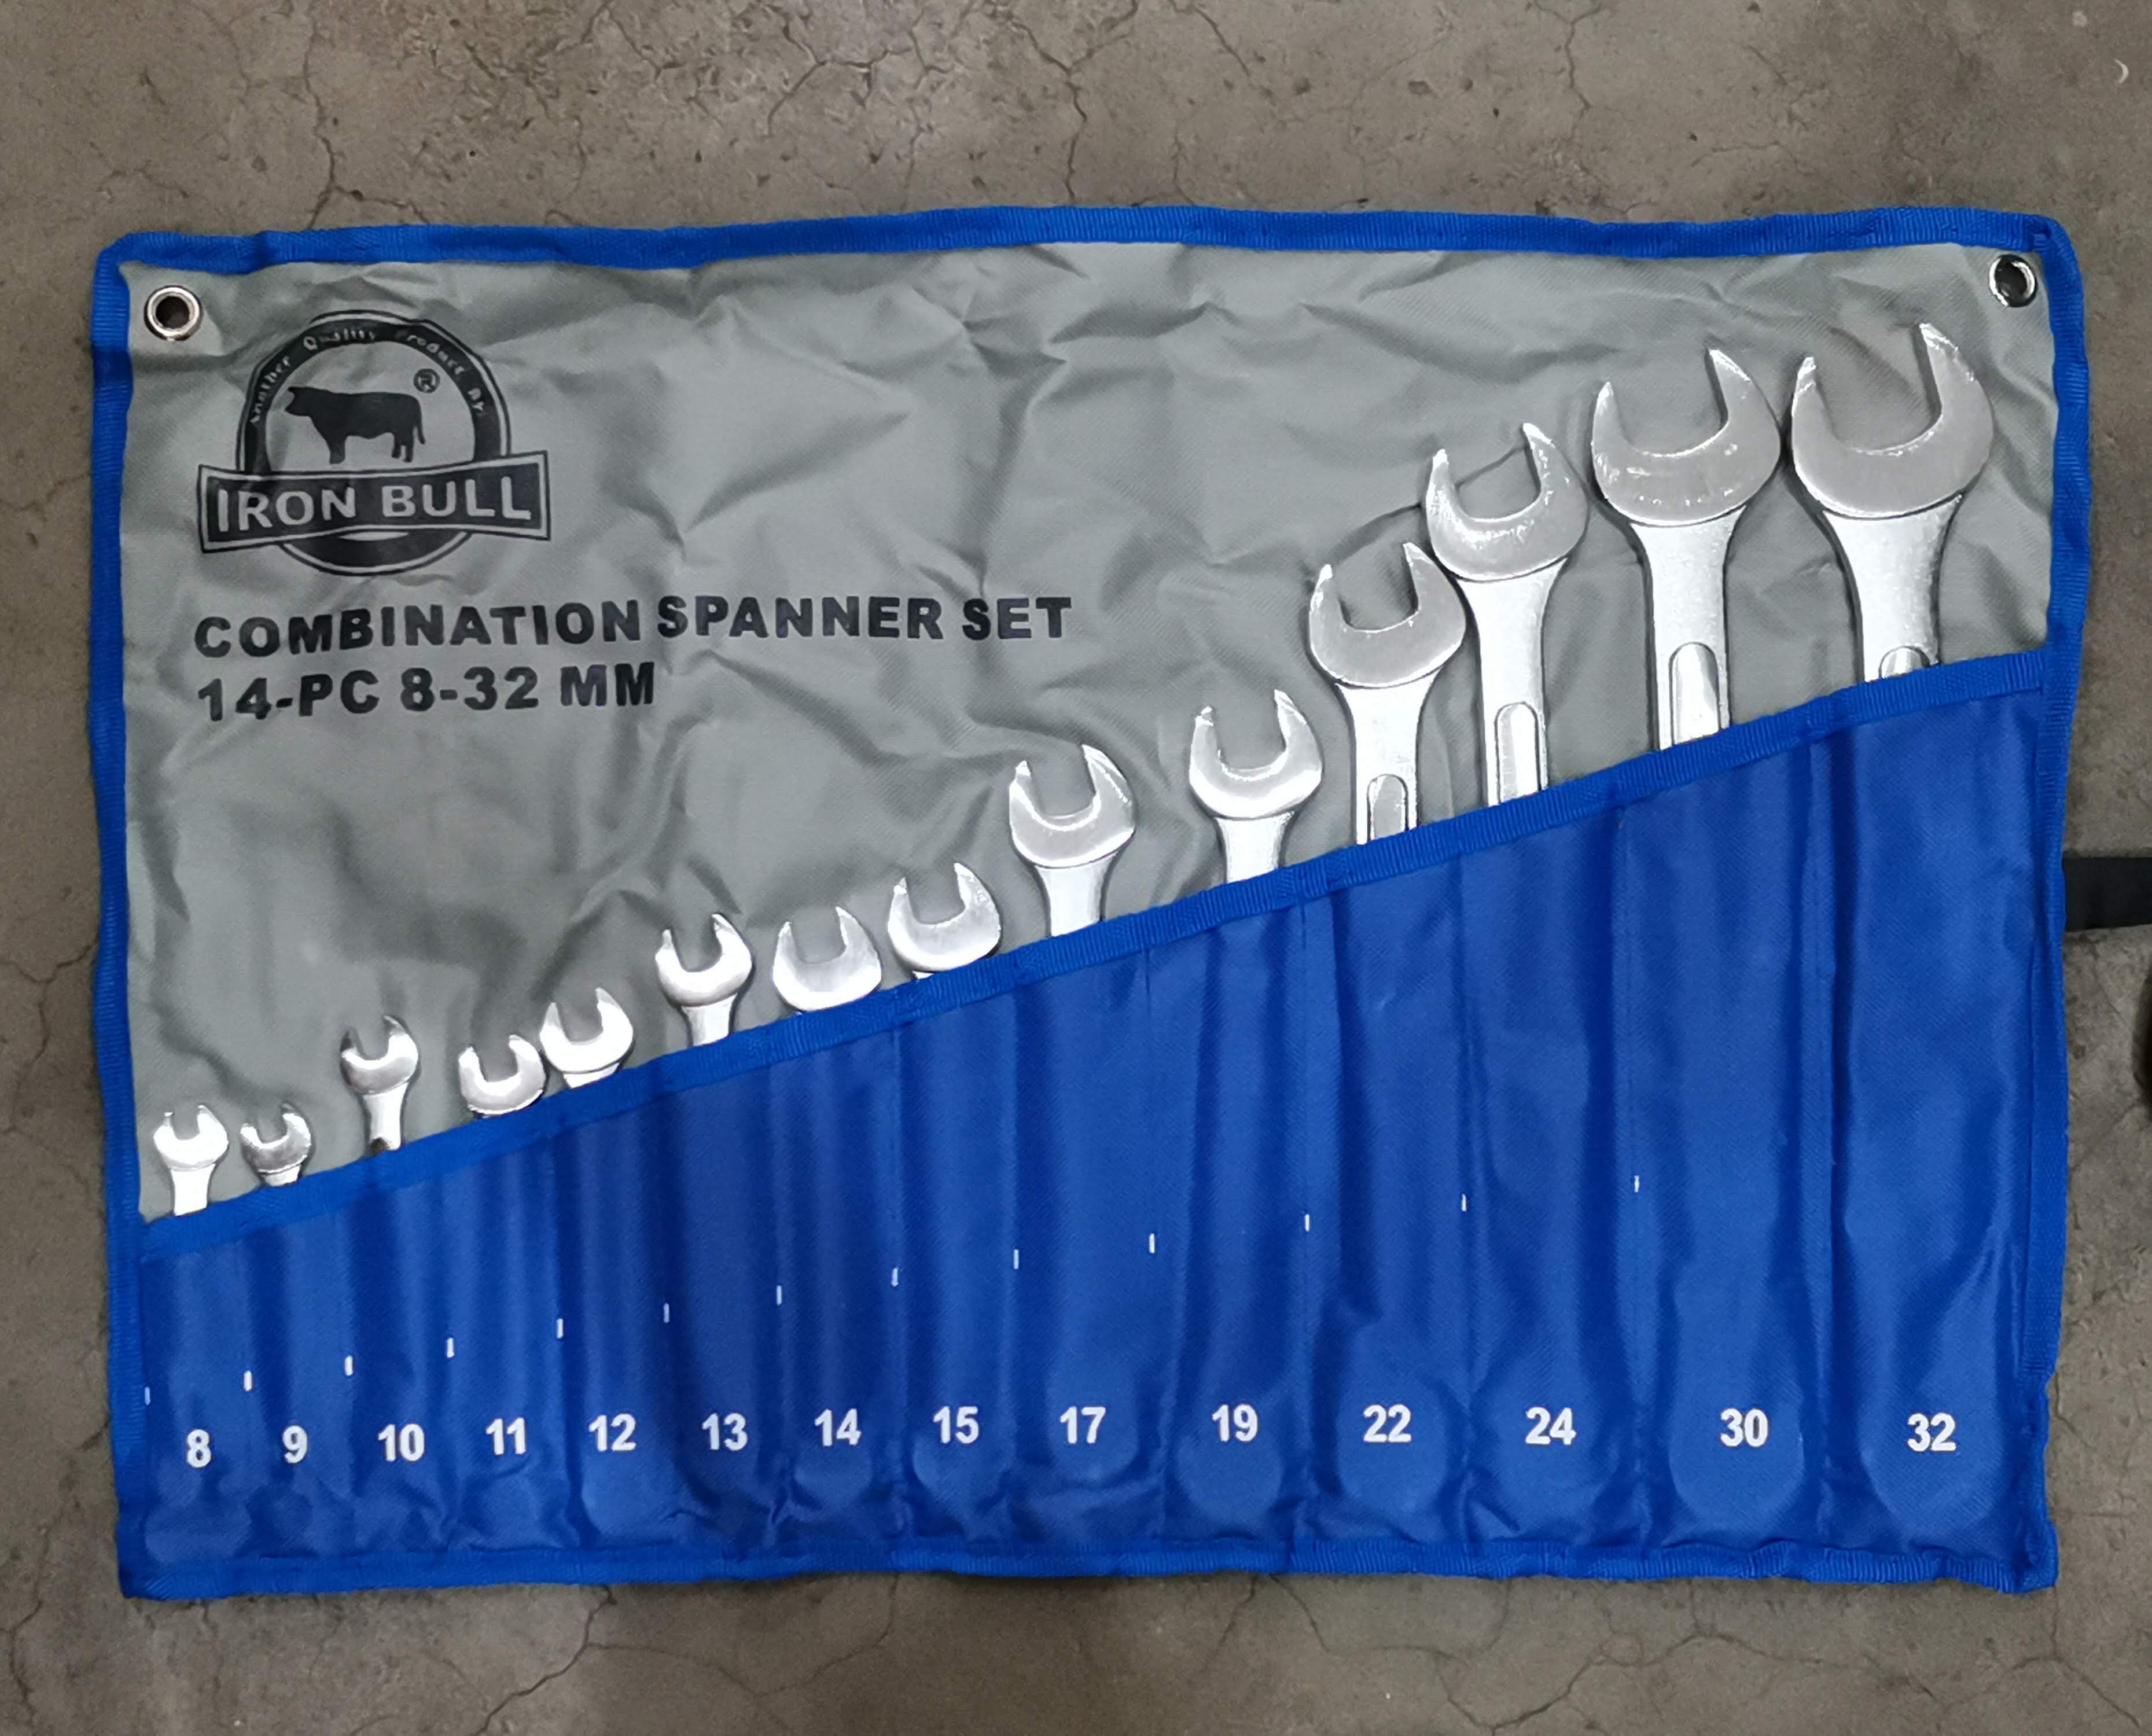 Another Quality Product By
®
IRON BULL
COMBINATION SPANNER SET
14-PC 8-32 MM
8 9 10 11 12 13 14 15 17 19 22 24 30 32